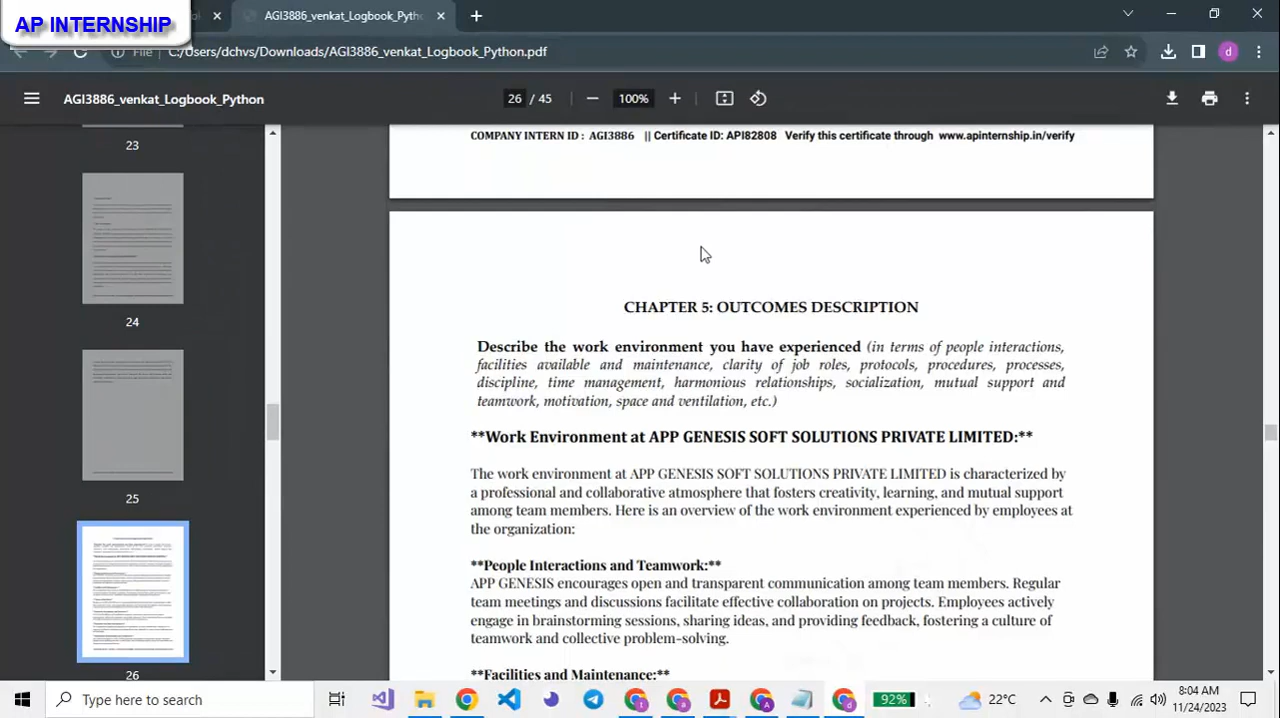 AP INTERNSHIP
AGI3886_venkat_Logbook_Pytho
File
C:/Users/dchvs/Downloads/AGI3886_venkat_Logbook_Python.pdf
d
AGI3886_venkat_Logbook_Python
26 / 45
100%
23
24
25
26
COMPANY INTERN ID : AGI3886 || Certificate ID: API82808 Verify this certificate through www.apinternship.in/verify
CHAPTER 5: OUTCOMES DESCRIPTION
Describe the work environment you have experienced (in terms of people interactions,
facilities available and maintenance, clarity of job roles, protocols, procedures, processes,
discipline, time management, harmonious relationships, socialization, mutual support and
teamwork, motivation, space and ventilation, etc.)
**Work Environment at APP GENESIS SOFT SOLUTIONS PRIVATE LIMITED:**
The work environment at APP GENESIS SOFT SOLUTIONS PRIVATE LIMITED is characterized by
a professional and collaborative atmosphere that fosters creativity, learning, and mutual support
among team members. Here is an overview of the work environment experienced by employees at
the organization:
**People Interaction and Teamwork:**
APP GENESIS encourages open and transparent communication among team members. Regular
team meetings and discussions facilitate effective collaboration on projects. Employees actively
engage in brainstorming sessions, sharing ideas, and providing feedback, fostering a culture of
teamwork and collective problem-solving.
**Facilities and Maintenance:**
Type here to search
92%
22°C
8:04 AM
11/24/2023